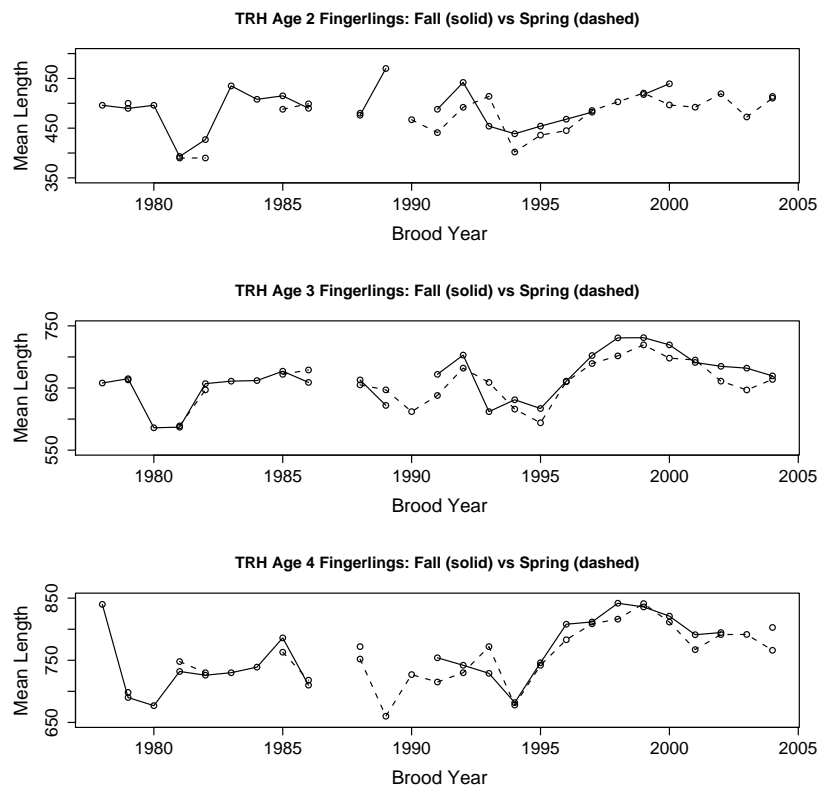 TRH Age 2 Fingerlings: Fall (solid) vs Spring (dashed)
Mean Length
350 450 550
1980 1985 1990 1995 2000 2005
Brood Year
TRH Age 3 Fingerlings: Fall (solid) vs Spring (dashed)
Mean Length
550 650 750
1980 1985 1990 1995 2000 2005
Brood Year
TRH Age 4 Fingerlings: Fall (solid) vs Spring (dashed)
Mean Length
650 750 850
1980 1985 1990 1995 2000 2005
Brood Year